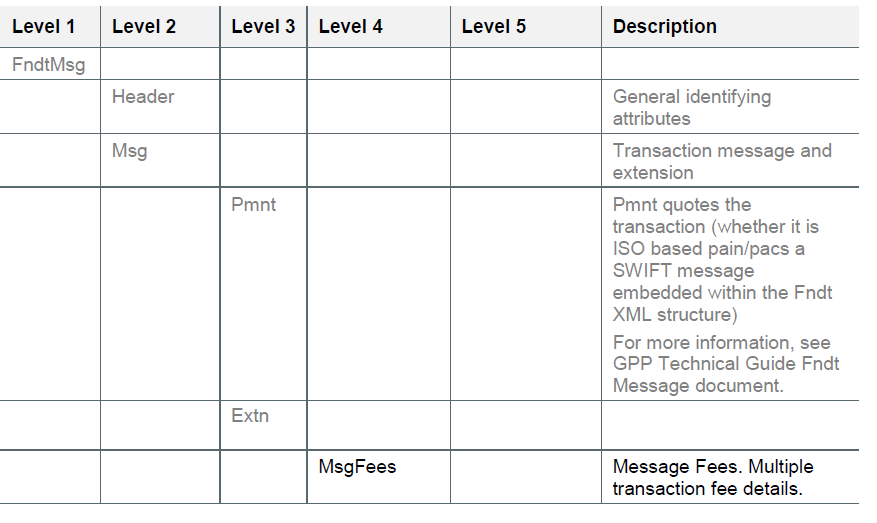 Level 1 Level 2 Level 3 Level 4 Level 5 Description
FndtMsg
Header General identifying
attributes
Msg Transaction message and
extension
Pmnt Pmnt quotes the
transaction (whether it is
ISO based pain/pacs a
SWIFT message
embedded within the Fndt
XML structure)
For more information, see
GPP Technical Guide Fndt
Message document.
Extn
MsgFees Message Fees. Multiple
transaction fee details.